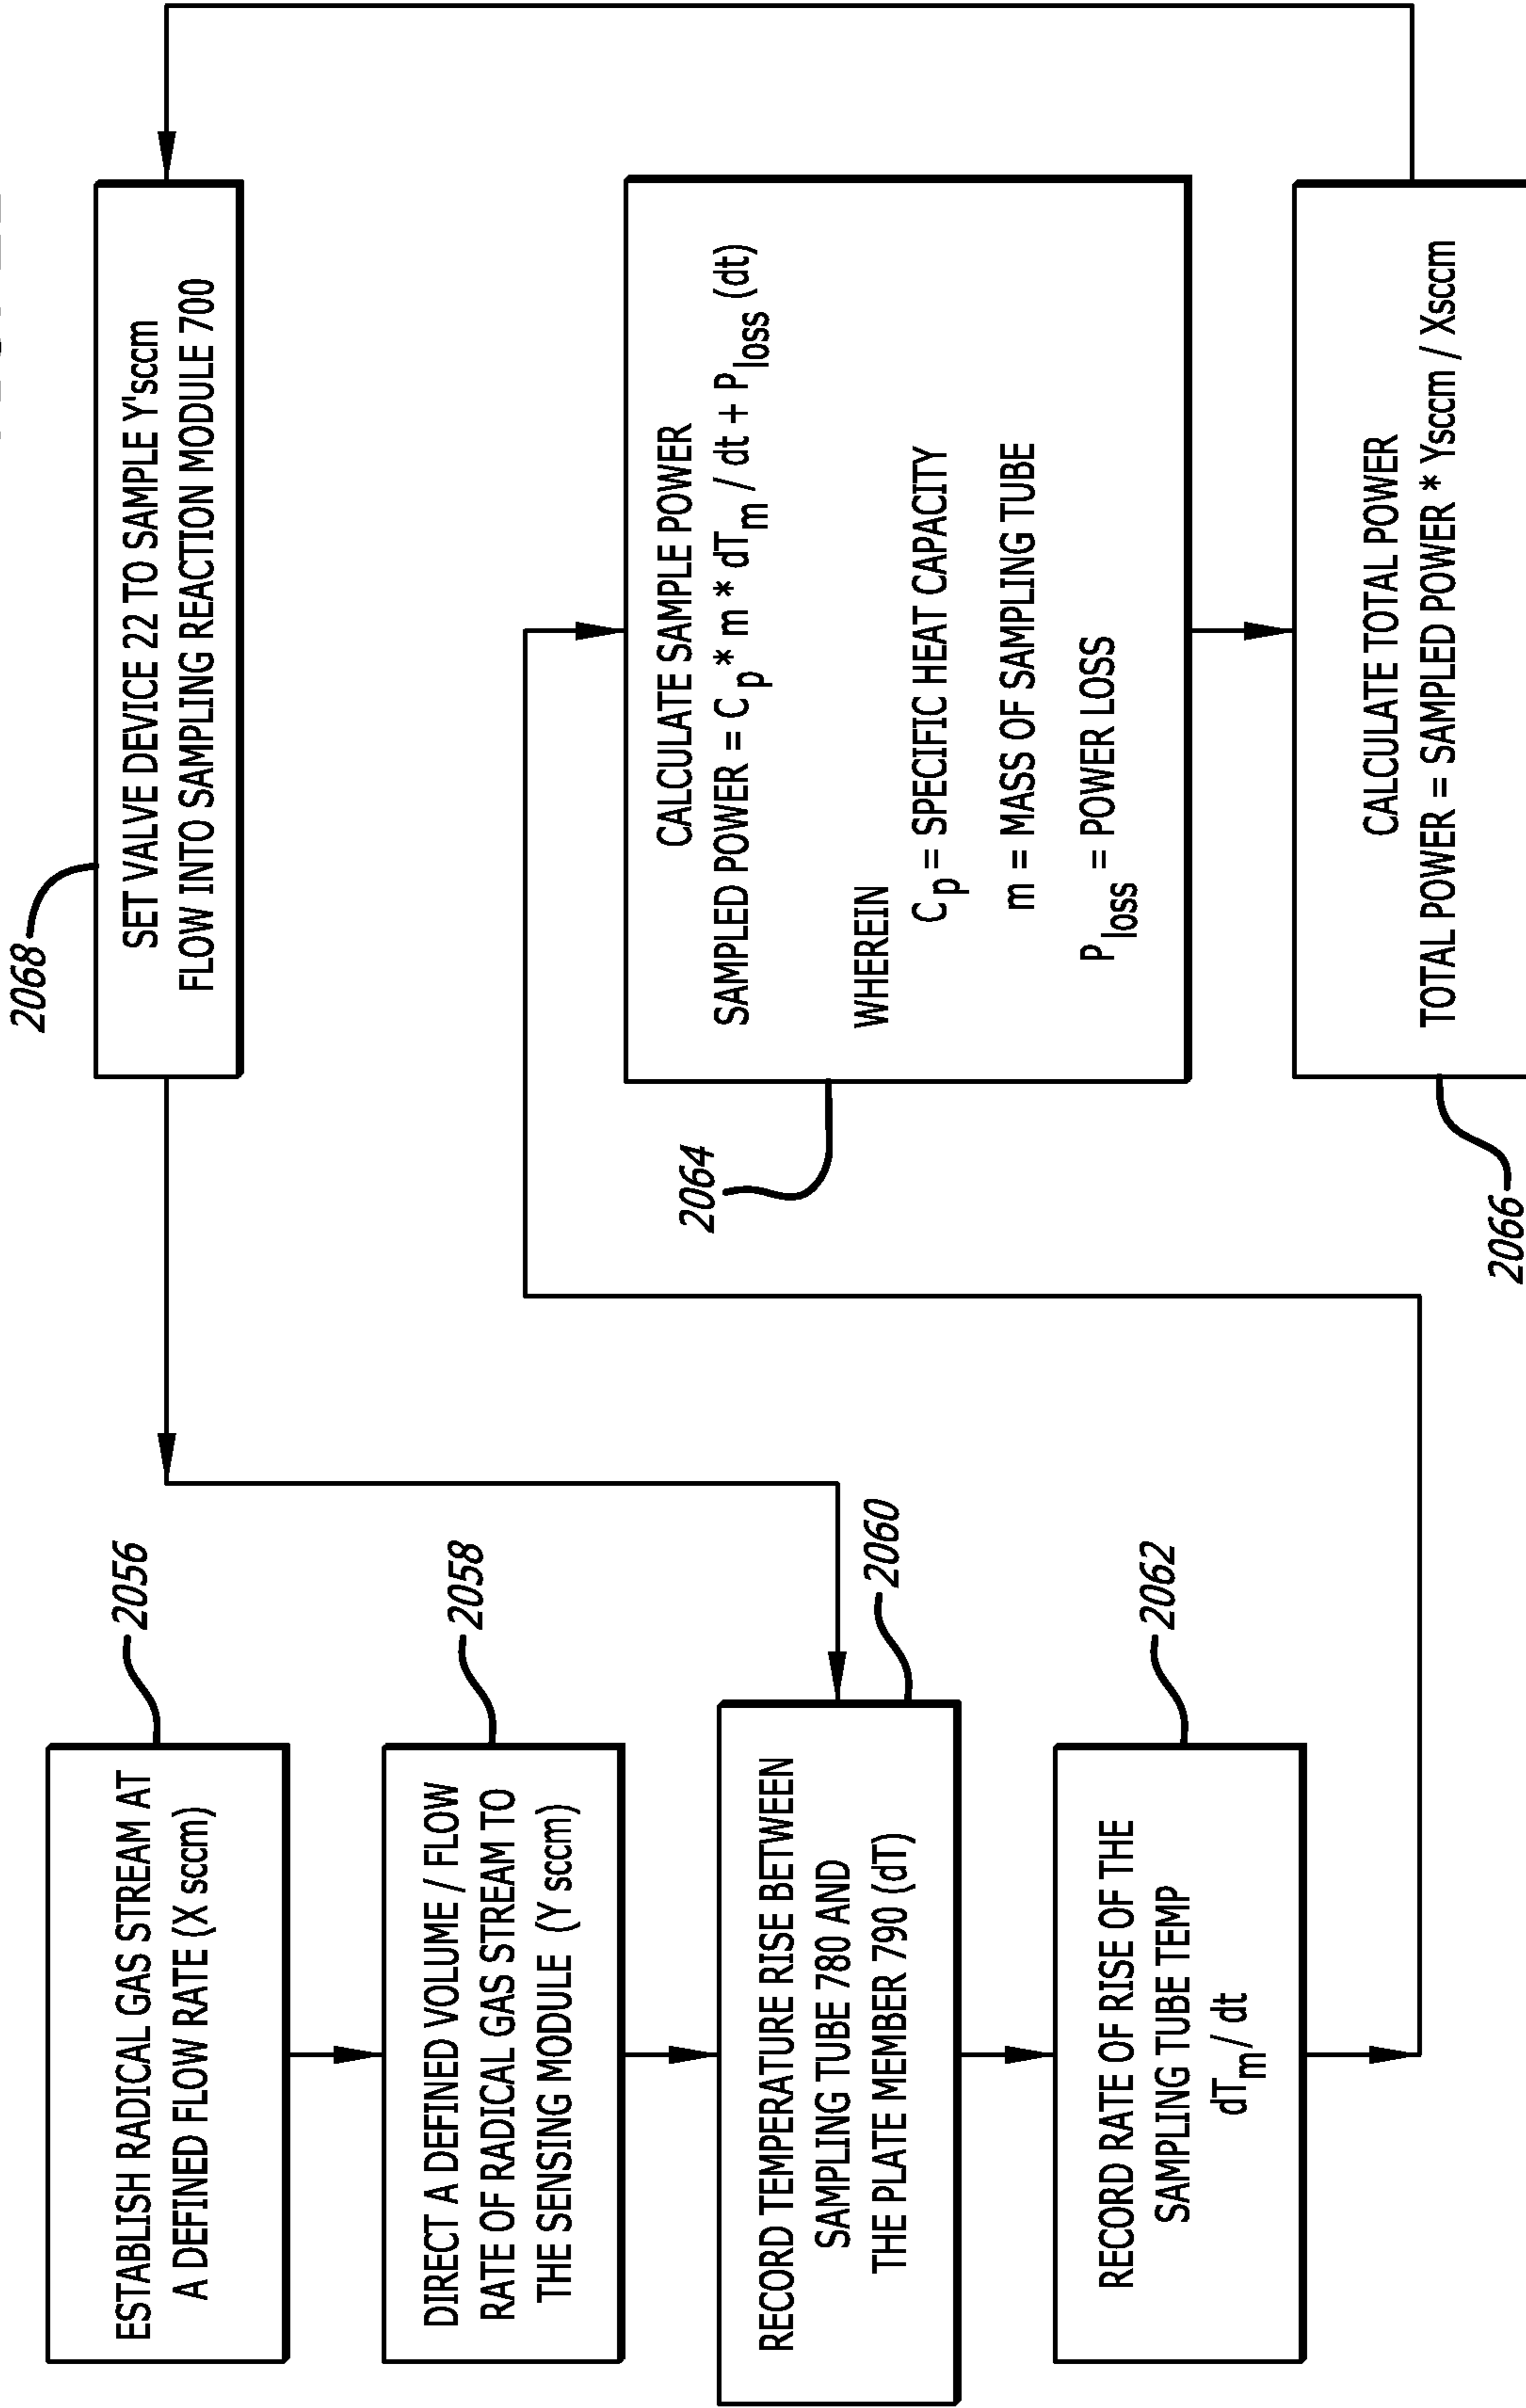 2056
ESTABLISH RADICAL GAS STREAM AT
A DEFINED FLOW RATE (X sccm)
2058
DIRECT A DEFINED VOLUME / FLOW
RATE OF RADICAL GAS STREAM TO
THE SENSING MODULE (Y sccm)
2060
RECORD TEMPERATURE RISE BETWEEN
SAMPLING TUBE 780 AND
THE PLATE MEMBER 790 (dT)
2062
RECORD RATE OF RISE OF THE
SAMPLING TUBE TEMP
dTm/ dt
2068
SET VALVE DEVICE 22 TO SAMPLE Y'sccm
FLOW INTO SAMPLING REACTION MODULE 700
2064
CALCULATE SAMPLE POWER
SAMPLED POWER = Cp* m * dTm / dt + Ploss (dt)
WHEREIN
Cp = SPECIFIC HEAT CAPACITY
m = MASS OF SAMPLING TUBE
Ploss = POWER LOSS
2066
CALCULATE TOTAL POWER
TOTAL POWER = SAMPLED POWER * Ysccm / Xsccm